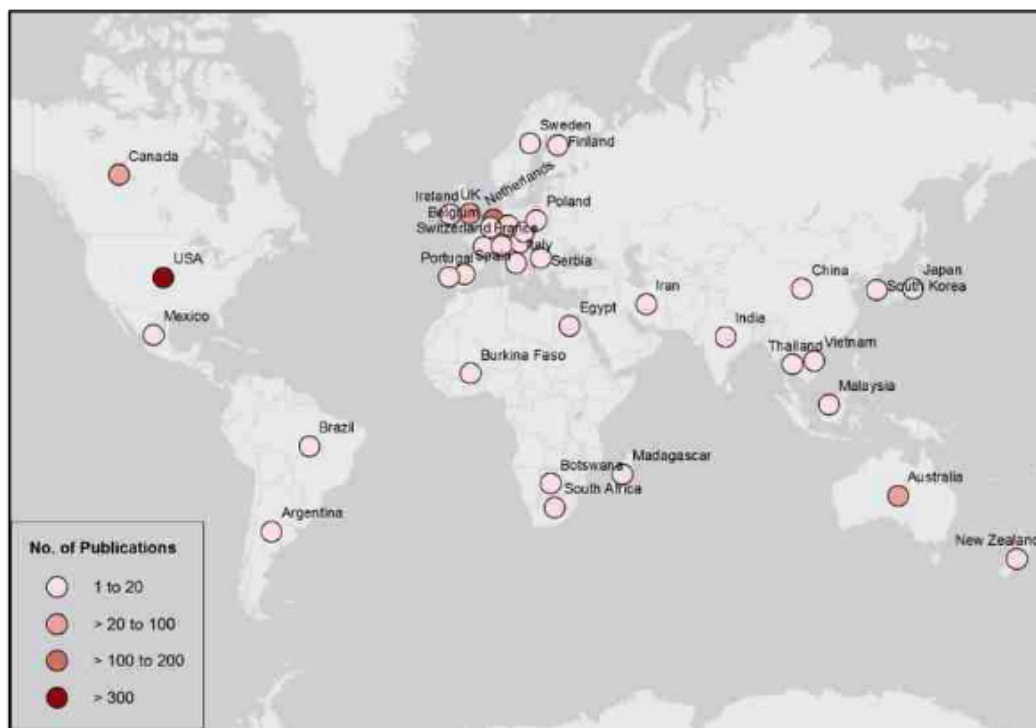 Sweden
Finland
Canada
Netherlands
Ireland
UK
Belgium
Poland
Switzerland
France
Italy
Portugal
Spain
Serbia
USA
China
Japan
South Korea
Iran
Mexico
Egypt
India
Thailand
Vietnam
Burkina Faso
Malaysia
Brazil
Botswana
Madagascar
South Africa
Australia
Argentina
New Zealand
No. of Publications
1 to 20
> 20 to 100
> 100 to 200
> 300